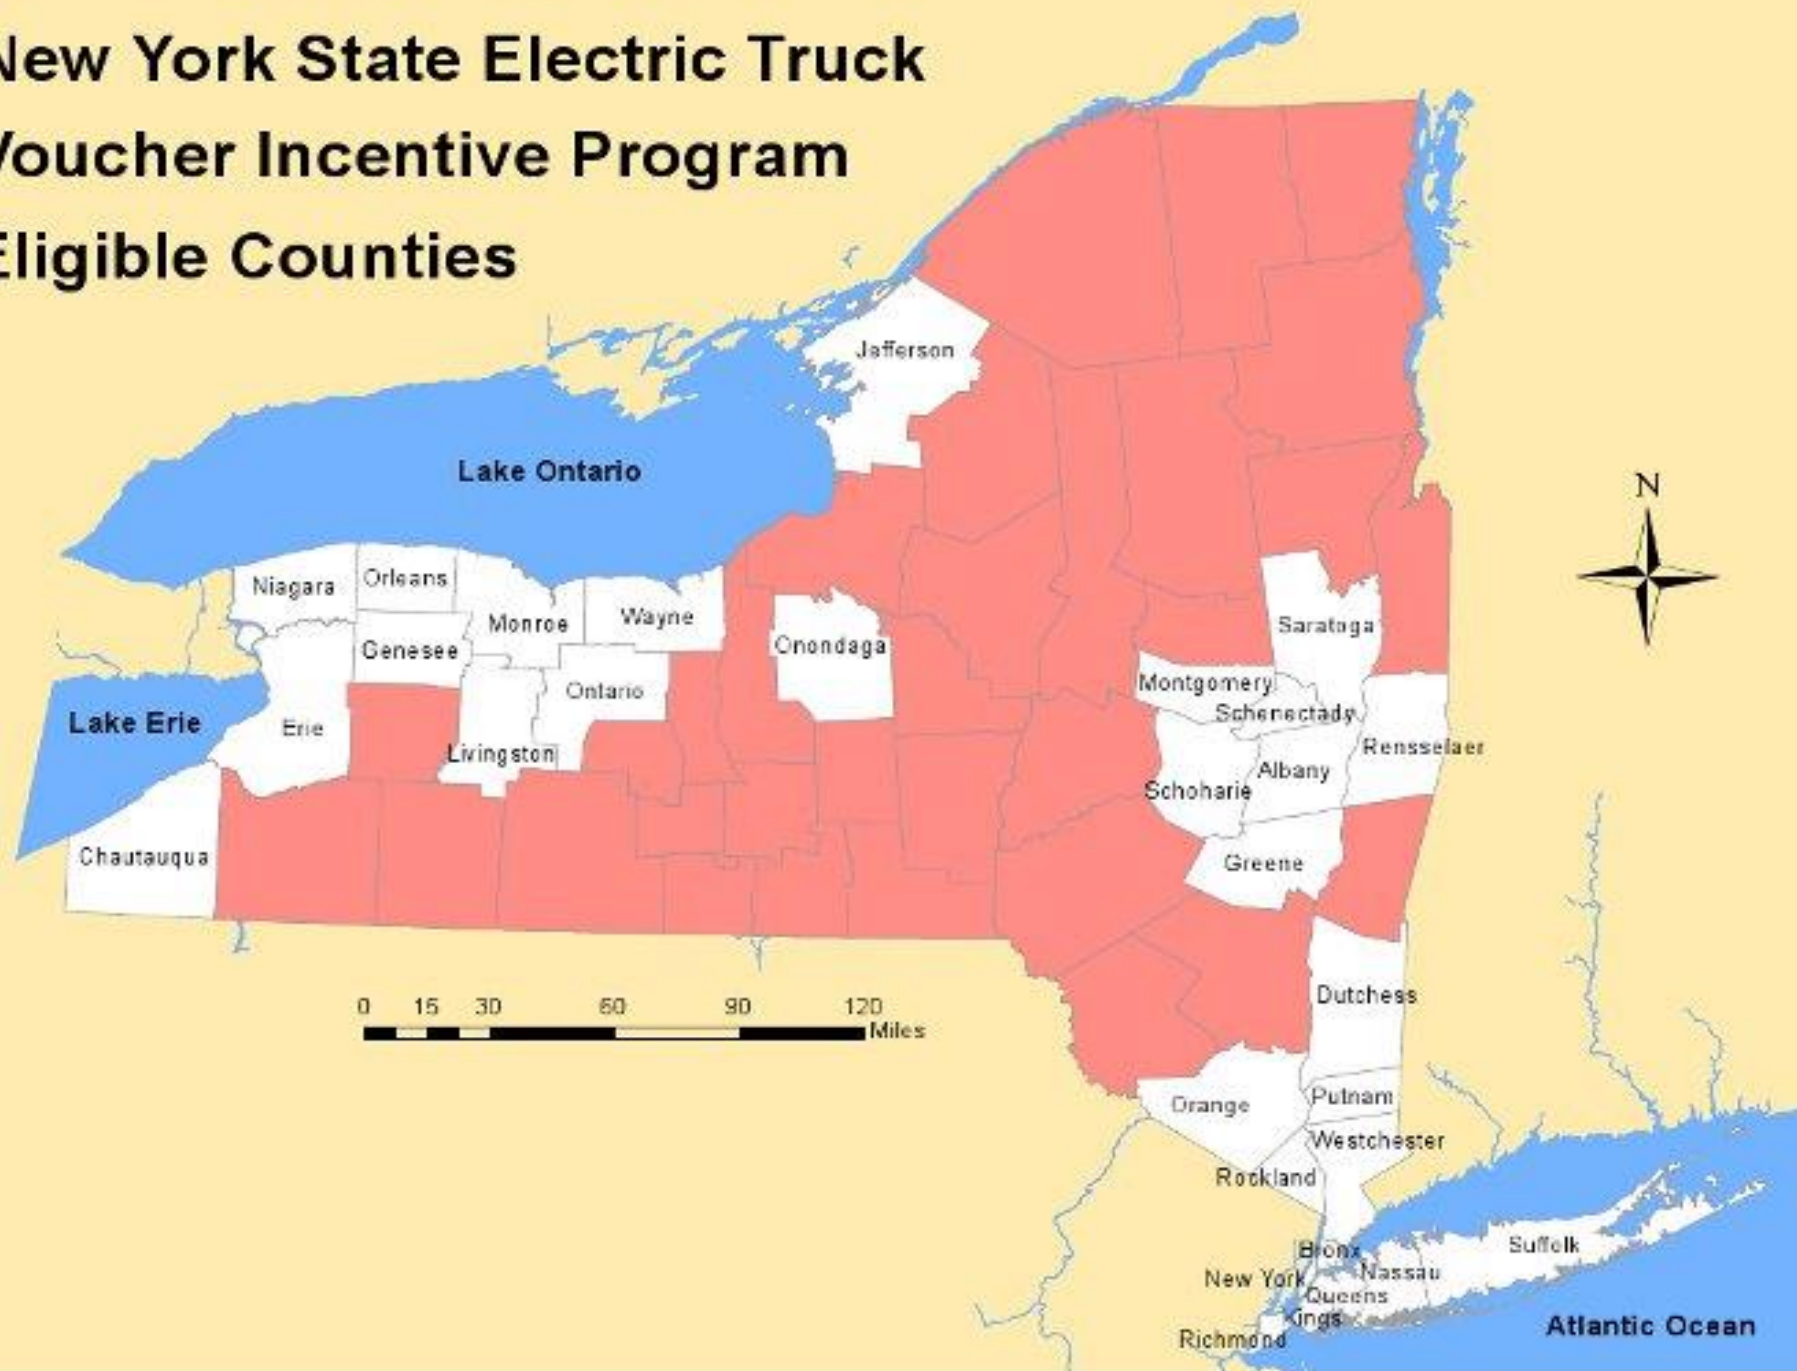 New York State Electric Truck
Voucher Incentive Program
Eligible Counties
Jefferson
Lake Ontario
N
Niagara
Orleans
Monroe
Wayne
Genesee
Onondaga
Saratoga
Ontario
Montgomery
Schenectady
Lake Erie
Erie
Livingston
Rensselaer
Albany
Schoharie
Chautauqua
Greene
Dutchess
0 15 30 60 90 120
Miles
Orange
Putnam
Westchester
Rockland
Bronx
Suffolk
New York
Nassau
Queens
Kings
Richmond
Atlantic Ocean